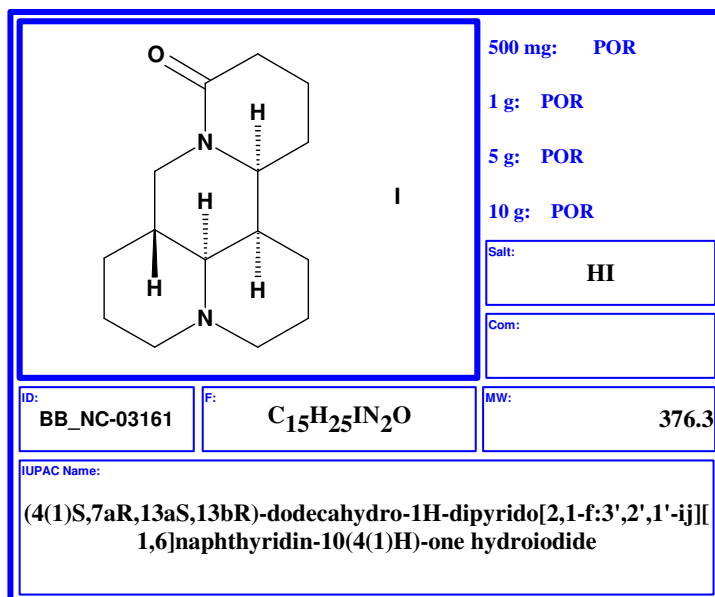 O
H
N
H
H
H
N
I
500 mg: POR
1 g: POR
5 g: POR
10 g: POR
Salt:
HI
Com:
ID:
BB_NC-03161
F:
C15H25IN2O
MW:
376.3
IUPAC Name:
(4(1)S,7aR,13aS,13bR)-dodecahydro-1H-dipyrido[2,1-f:3',2',1'-ij][
1,6]naphthyridin-10(4(1)H)-one hydroiodide